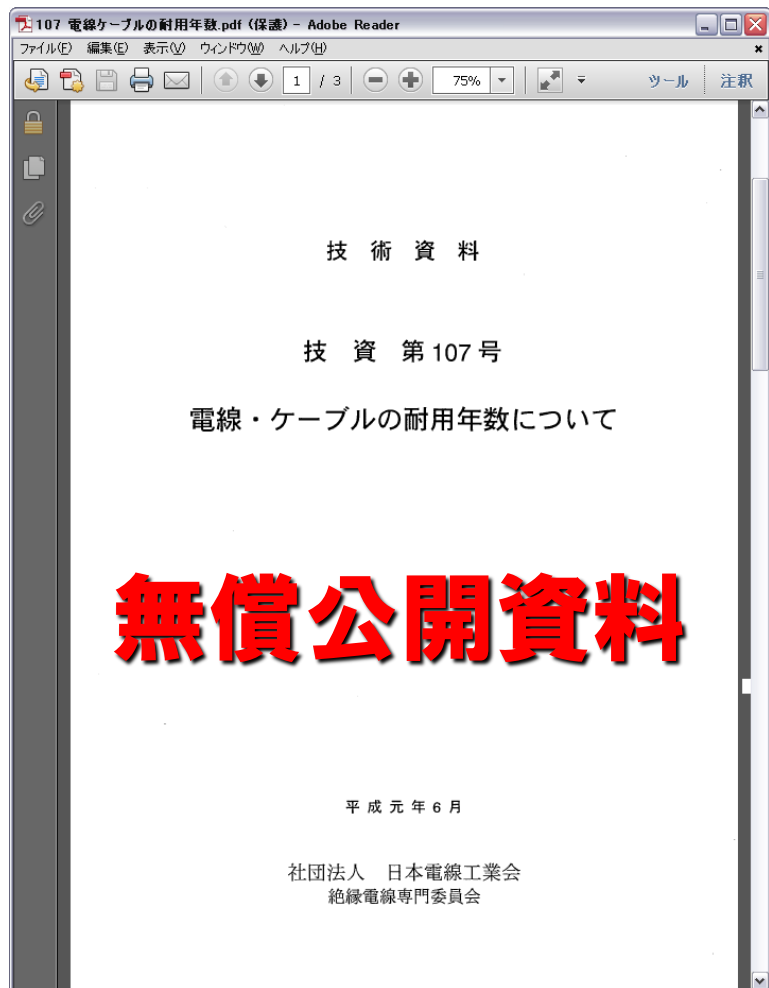 107 電線ケーブルの耐用年数.pdf (保護) - Adobe Reader
ファイル(F) 編集(E) 表示(V) ウィンドウ(W) ヘルプ(H)
1 / 3 75% ツール 注釈
技 術 資 料
技 資 第 107 号
電線・ケーブルの耐用年数について
無償公開資料
平成元年6月
社団法人 日本電線工業会
絶縁電線専門委員会